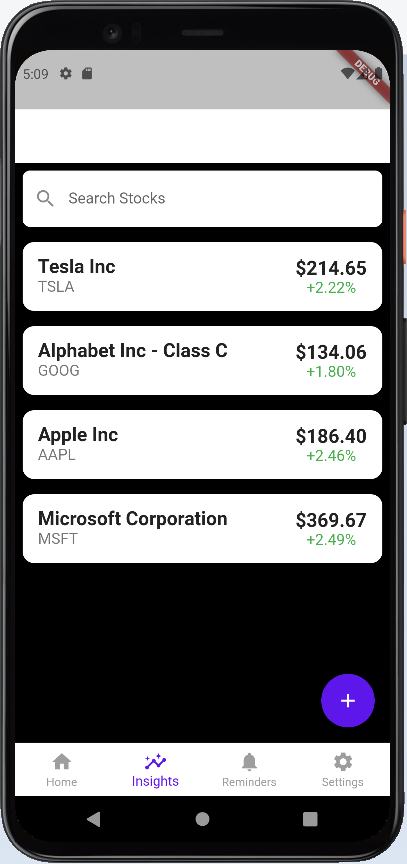 5:09
DEBUG
Search Stocks
Tesla Inc
$214.65
TSLA
+2.22%
Alphabet Inc - Class C
$134.06
GOOG
+1.80%
Apple Inc
$186.40
AAPL
+2.46%
Microsoft Corporation
$369.67
MSFT
+2.49%
Home
Insights
Reminders
Settings